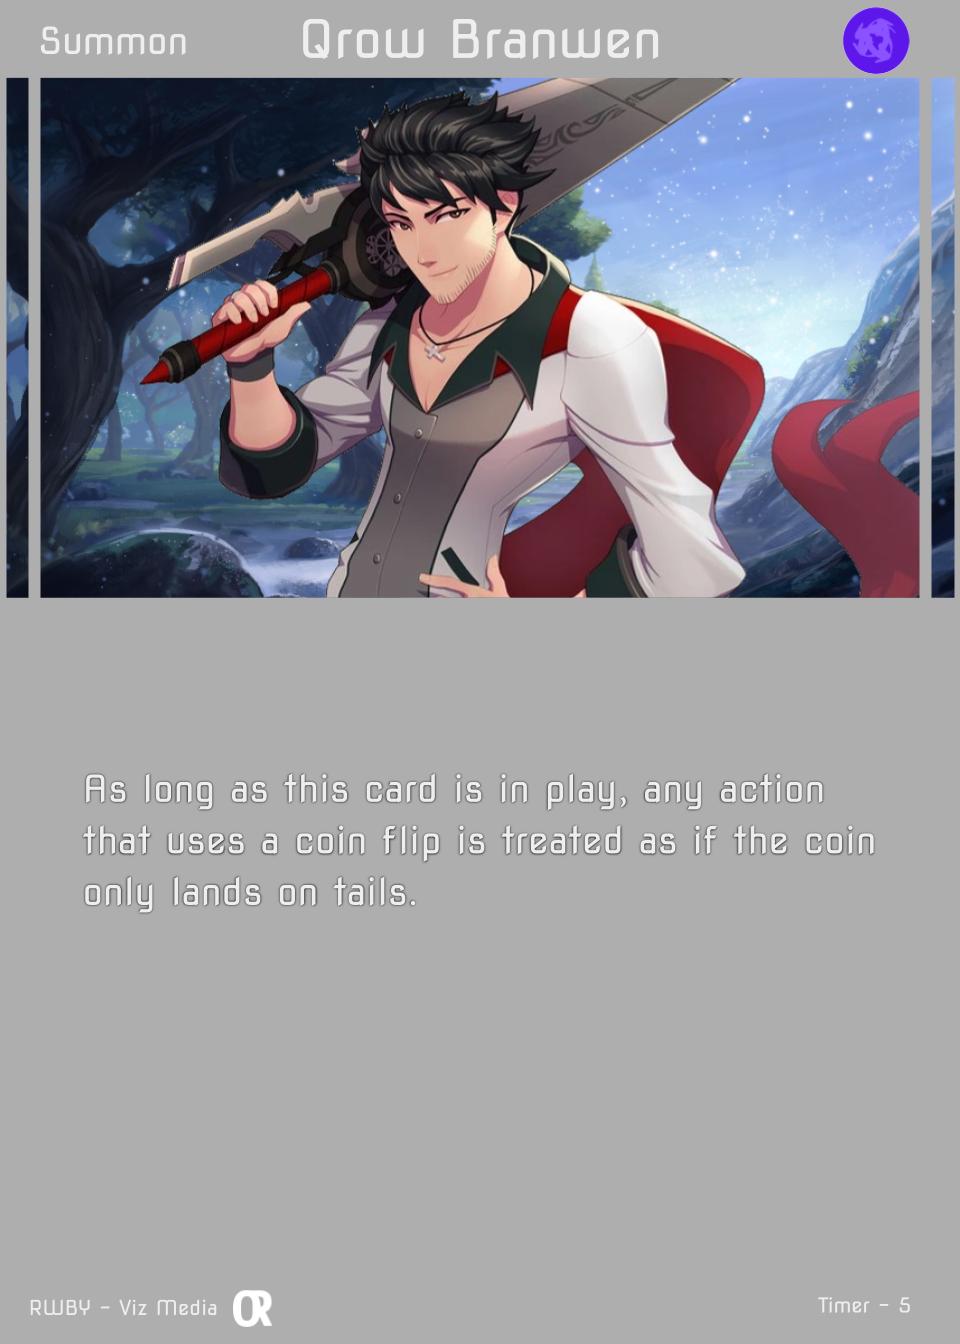 Summon
Qrow Branwen
As long as this card is in play, any action
that uses a coin flip is treated as if the coin
only lands on tails.
RWBY - Viz Media OR
Timer - 5